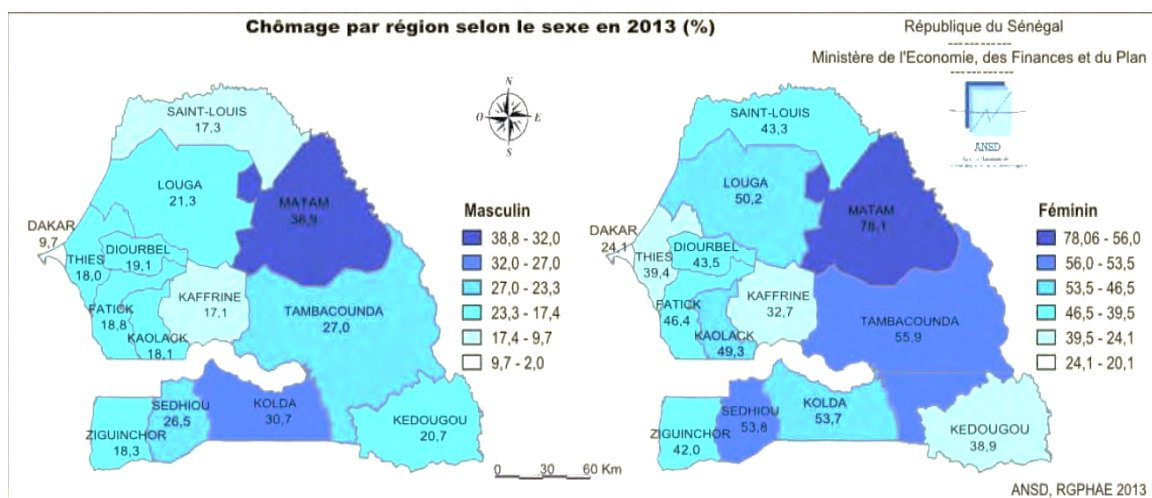 Chômage par région selon le sexe en 2013 (%)
République du Sénégal
Ministère de l'Economie, des Finances et du Plan
ANSD
N
O
E
S
SAINT-LOUIS
17,3
LOUGA
21,3
MATAM
38,9
DAKAR
9,7
THIES
18,0
DIOURBEL
19,1
FATICK
18,8
KAOLACK
18,1
KAFFRINE
17,1
TAMBACOUNDA
27,0
ZIGUINCHOR
18,3
SEDHIOU
26,5
KOLDA
30,7
KEDOUGOU
20,7
Masculin
38,8 - 32,0
32,0 - 27,0
27,0 - 23,3
23,3 - 17,4
17,4 - 9,7
9,7 - 2,0
0
30
60 Km
SAINT-LOUIS
43,3
LOUGA
50,2
MATAM
78,1
DAKAR
24,1
THIES
39,4
DIOURBEL
43,5
FATICK
46,4
KAOLACK
49,3
KAFFRINE
32,7
TAMBACOUNDA
55,9
ZIGUINCHOR
42,0
SEDHIOU
53,8
KOLDA
53,7
KEDOUGOU
38,9
Féminin
78,06 - 56,0
56,0 - 53,5
53,5 - 46,5
46,5 - 39,5
39,5 - 24,1
24,1 - 20,1
ANSD, RGPHAE 2013